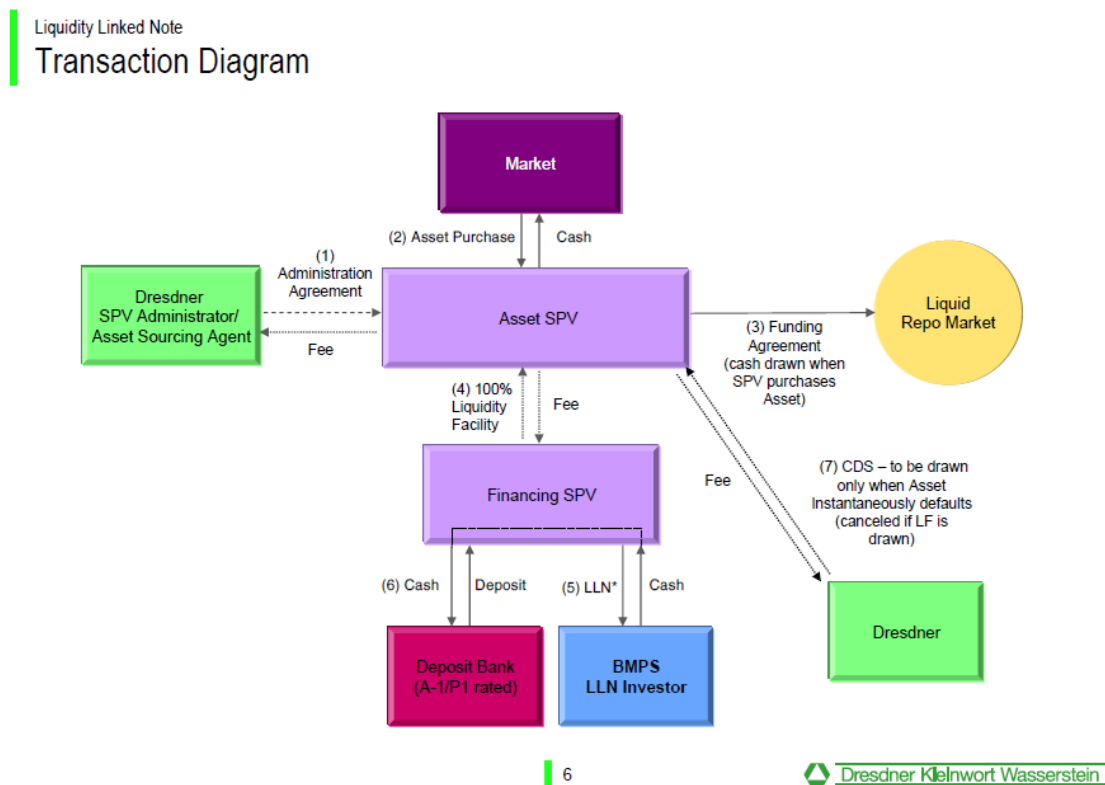 Liquidity Linked Note
Transaction Diagram
Market
(2) Asset Purchase
Cash
(1)
Administration
Agreement
Dresdner
SPV Administrator/
Asset Sourcing Agent
Fee
Asset SPV
Liquid
Repo Market
(3) Funding
Agreement
(cash drawn when
SPV purchases
Asset)
(4) 100%
Liquidity
Facility
Fee
Financing SPV
Fee
(7) CDS – to be drawn
only when Asset
Instantaneously defaults
(canceled if LF is
drawn)
(6) Cash
Deposit
(5) LLN*
Cash
Dresdner
Deposit Bank
(A-1/P1 rated)
BMPS
LLN Investor
6
Dresdner Kleinwort Wasserstein